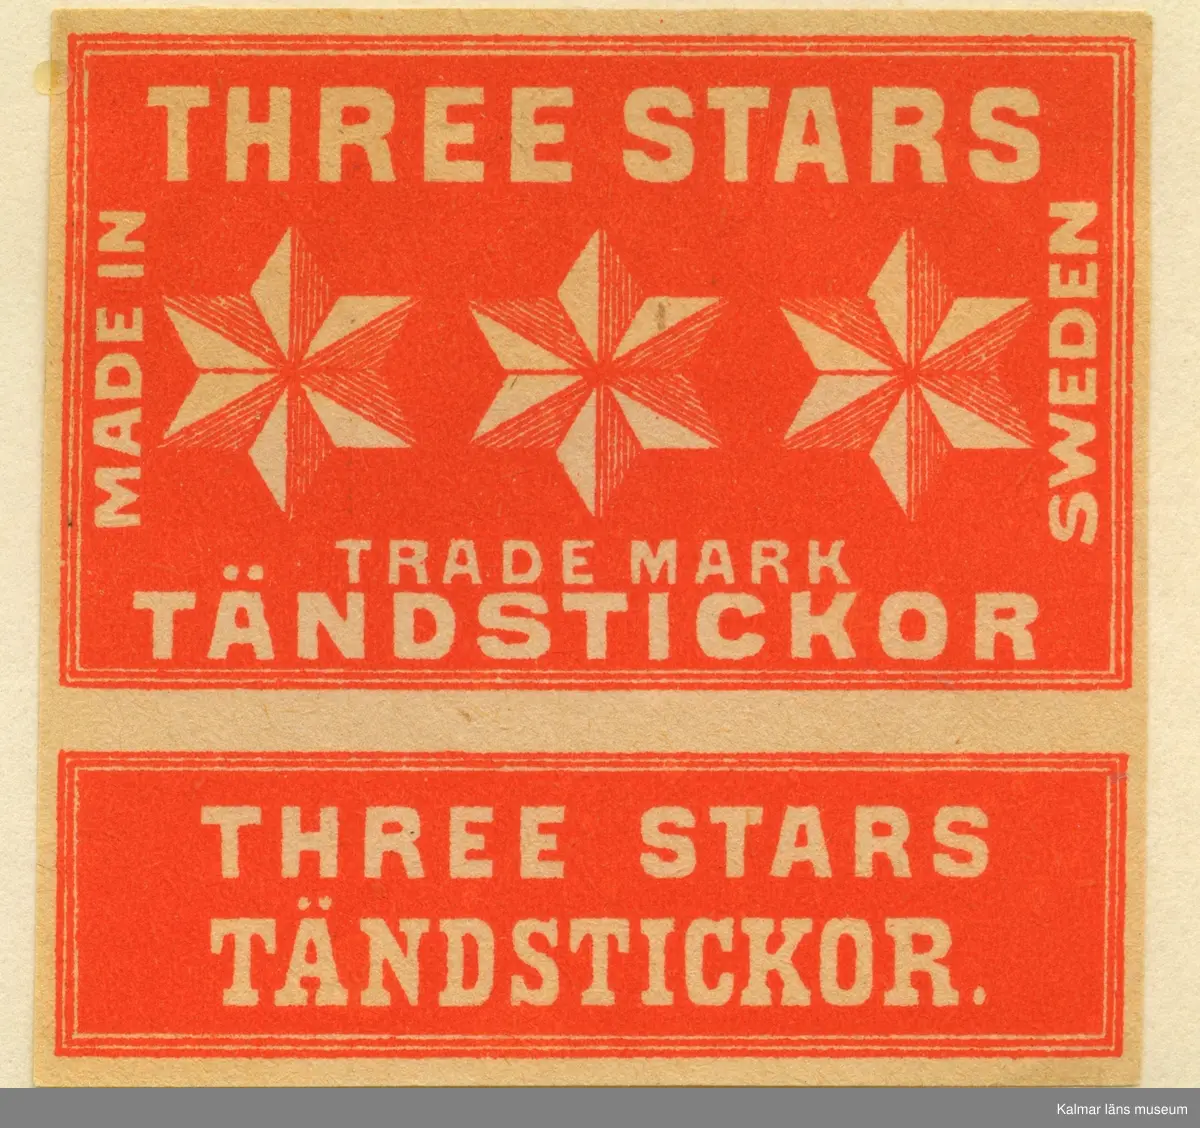 THREE STARS
MADE IN
SWEDEN
TRADE MARK
TÄNDSTICKOR
THREE STARS
TÄNDSTICKOR.
Kalmar läns museum